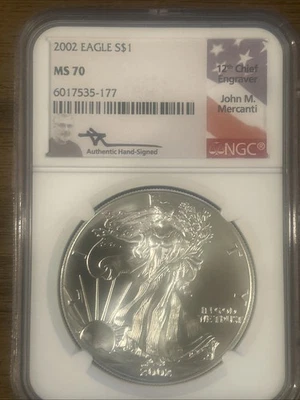 2002 EAGLE S$1
MS 70
6017535-177
Authentic Hand-Signed
12th Chief
Engraver
John M.
Mercanti
NGC®
L I B E R T Y
IN GOD
WE TRUST
2002